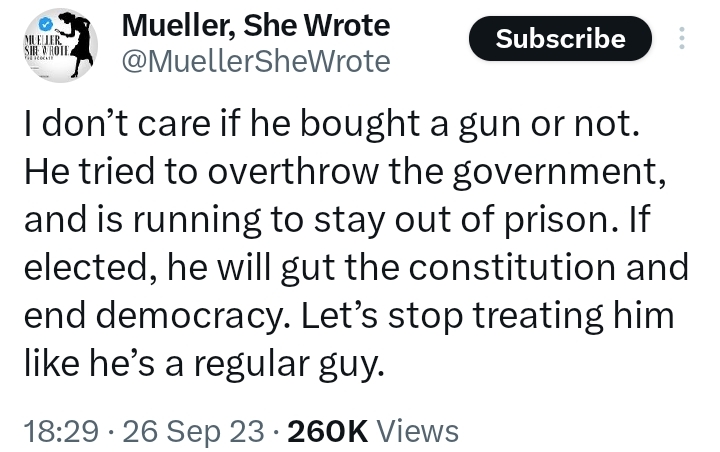 Mueller, She Wrote
@MuellerSheWrote
Subscribe
MUELLER,
SHE WROTE
I don’t care if he bought a gun or not.
He tried to overthrow the government,
and is running to stay out of prison. If
elected, he will gut the constitution and
end democracy. Let’s stop treating him
like he’s a regular guy.
18:29 · 26 Sep 23 · 260K Views